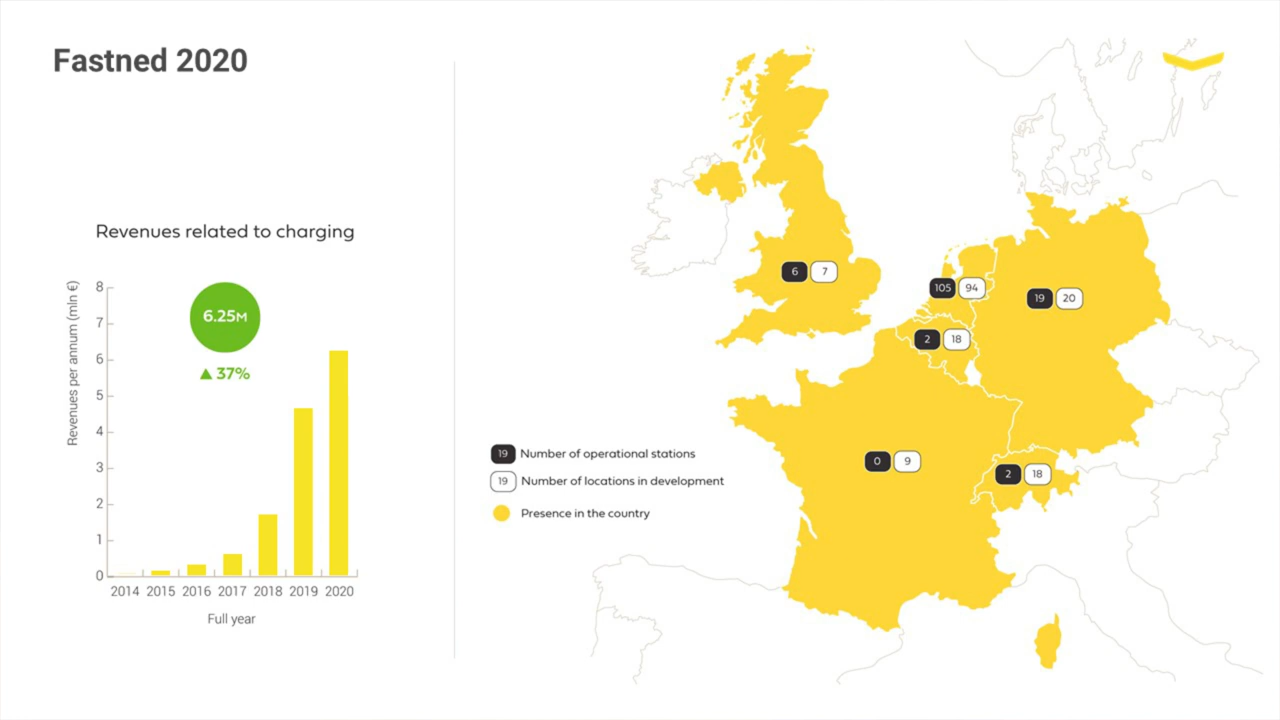 Fastned 2020
Revenues related to charging
Revenues per annum (mln €)
8
7
6
5
4
3
2
1
0
6.25M
▲ 37%
2014 2015 2016 2017 2018 2019 2020
Full year
6 7
105 94
19 20
2 18
0 9
2 18
19 Number of operational stations
19 Number of locations in development
Presence in the country